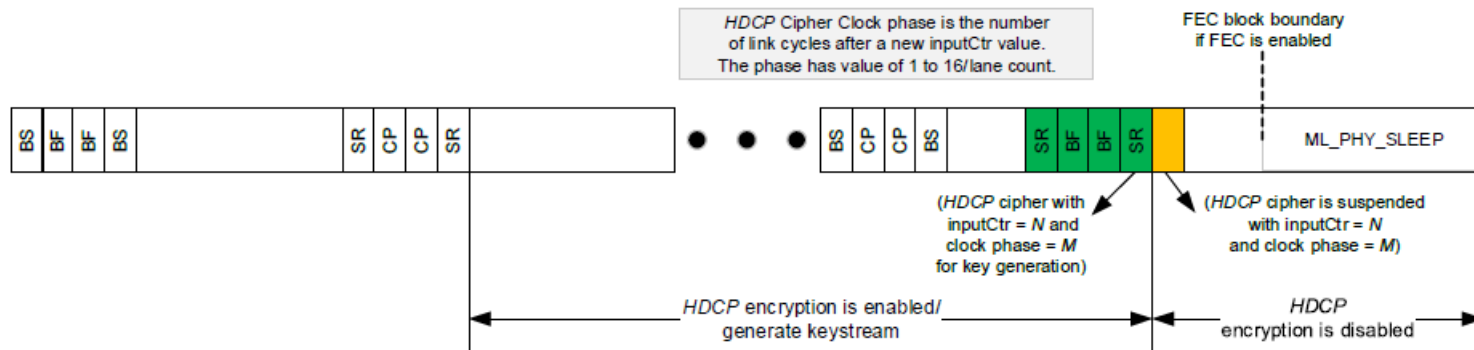 HDCP Cipher Clock phase is the number
of link cycles after a new inputCtr value.
The phase has value of 1 to 16/lane count.
FEC block boundary
if FEC is enabled
BS
BF
BF
BS
SR
CP
CP
SR
BS
CP
CP
BS
SR
BF
BF
SR
ML_PHY_SLEEP
(HDCP cipher with
inputCtr = N and
clock phase = M
for key generation)
(HDCP cipher is suspended
with inputCtr = N
and clock phase = M)
HDCP encryption is enabled/
generate keystream
HDCP
encryption is disabled